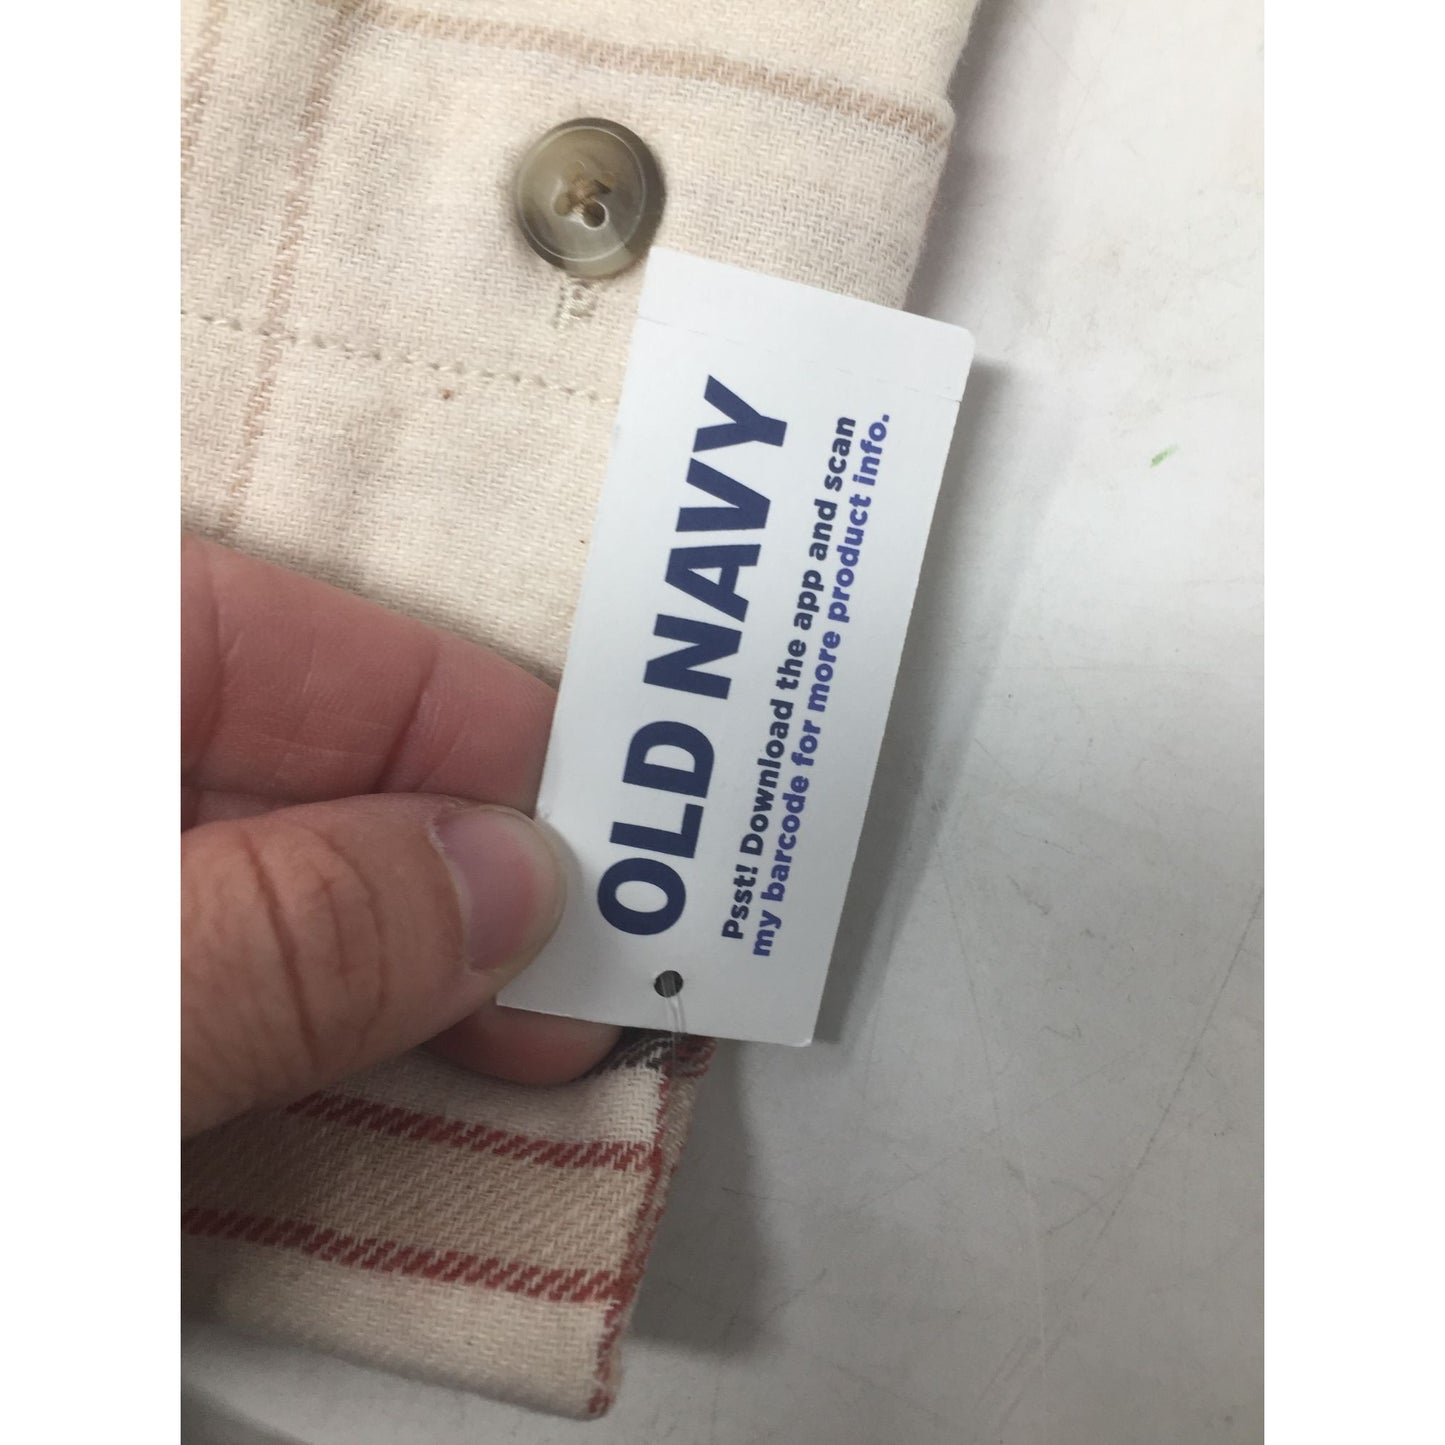 OLD NAVY
Psst! Download the app and scan
my barcode for more product info.